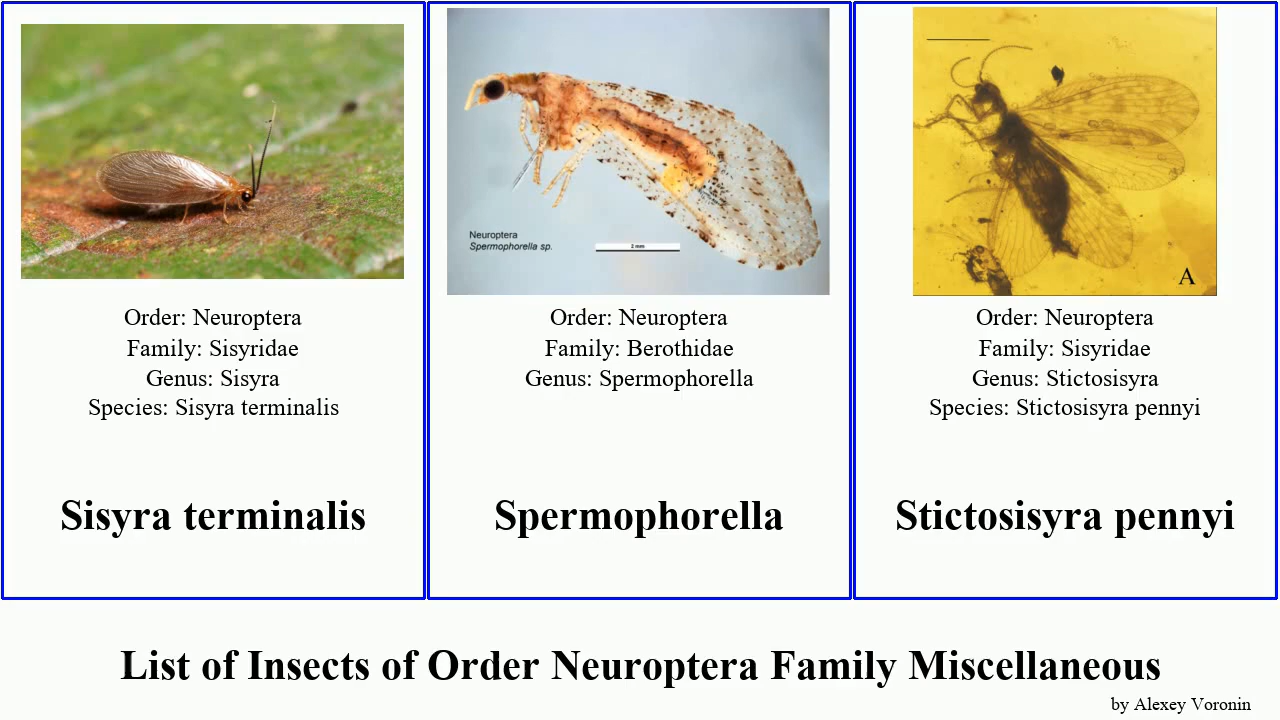 Neuroptera
Spermophorella sp.
2 mm
A
Order: Neuroptera
Family: Sisyridae
Genus: Sisyra
Species: Sisyra terminalis
Sisyra terminalis
Order: Neuroptera
Family: Berothidae
Genus: Spermophorella
Spermophorella
Order: Neuroptera
Family: Sisyridae
Genus: Stictosisyra
Species: Stictosisyra pennyi
Stictosisyra pennyi
List of Insects of Order Neuroptera Family Miscellaneous
by Alexey Voronin